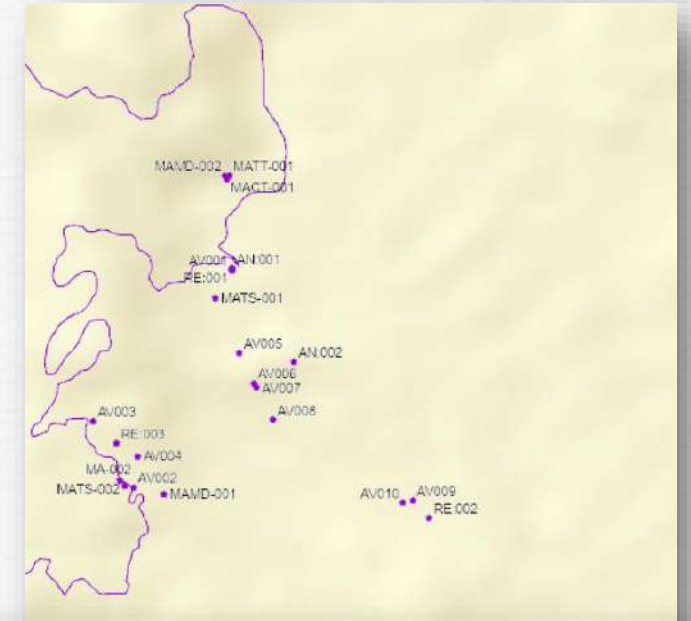 MAMD-002 MATT-001
MACT-001
AV001 AN:001
RE:001
MATS-001
AV005
AN:002
AV006
AV007
AV008
AV003
RE:003
AV004
MA-002
AV002
MATS-002
MAMD-001
AV010 AV009
RE:002